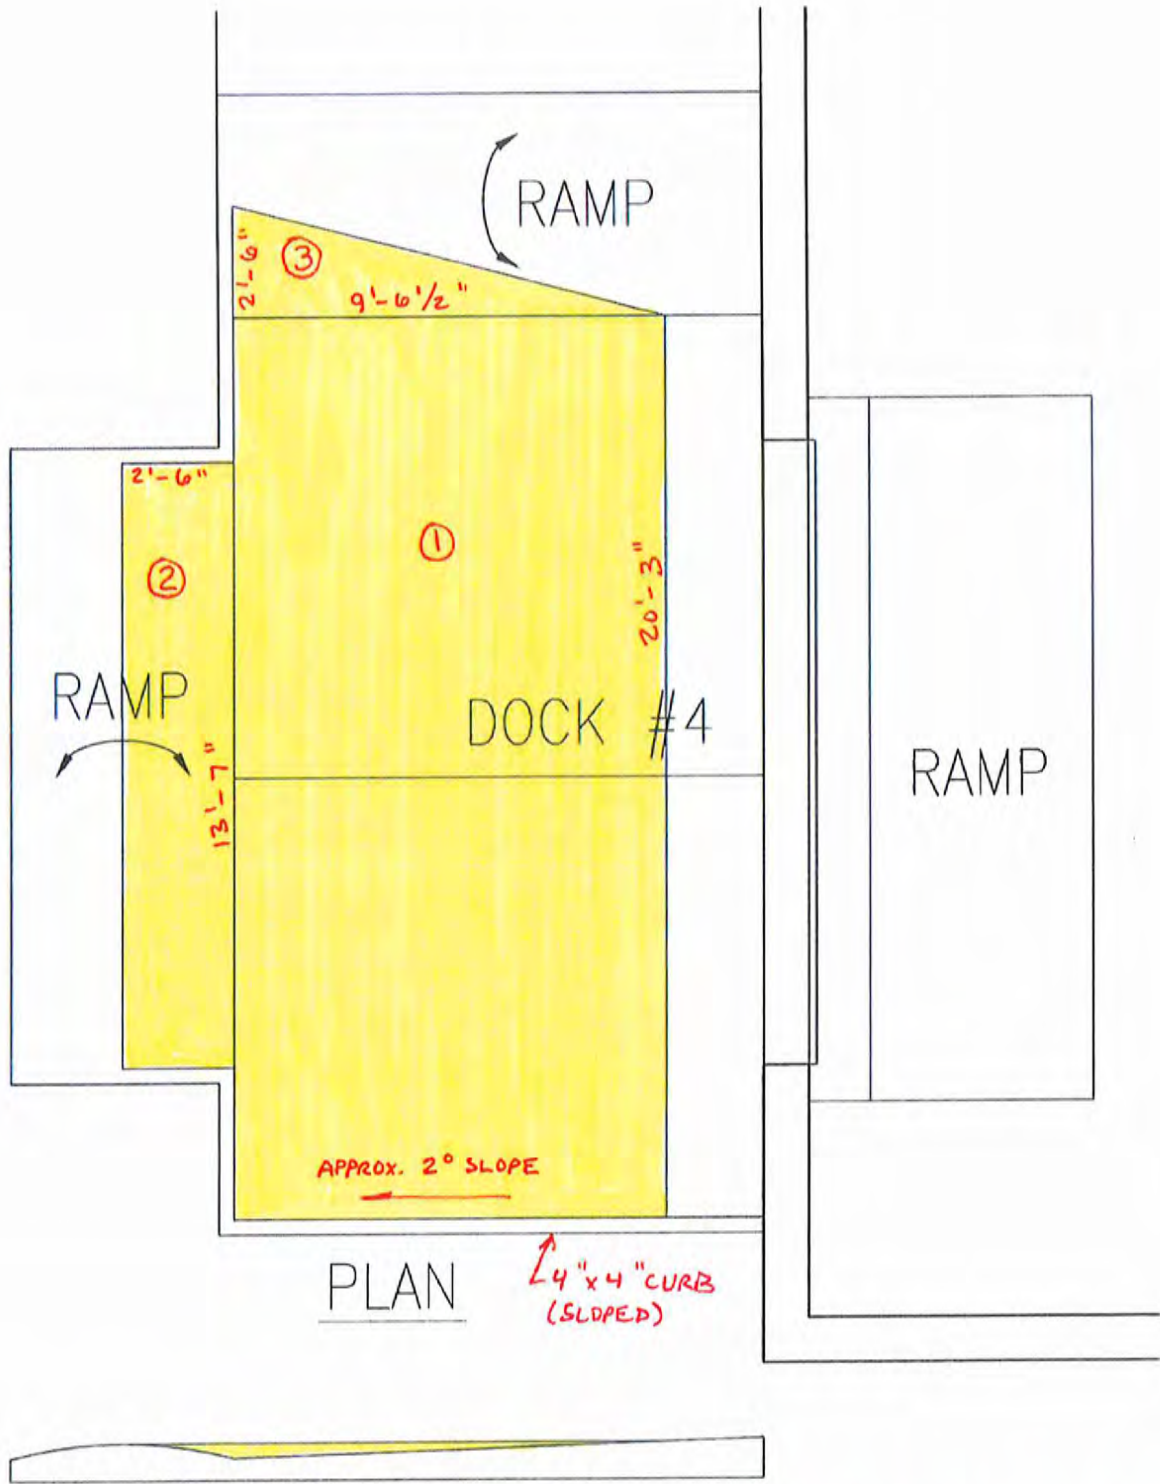 RAMP
2'-6"
③
9'-6 1/2"
2'-6"
①
②
20'-3"
RAMP
DOCK #4
13'-7"
RAMP
APPROX. 2° SLOPE
PLAN
4"x4" CURB
(SLOPED)